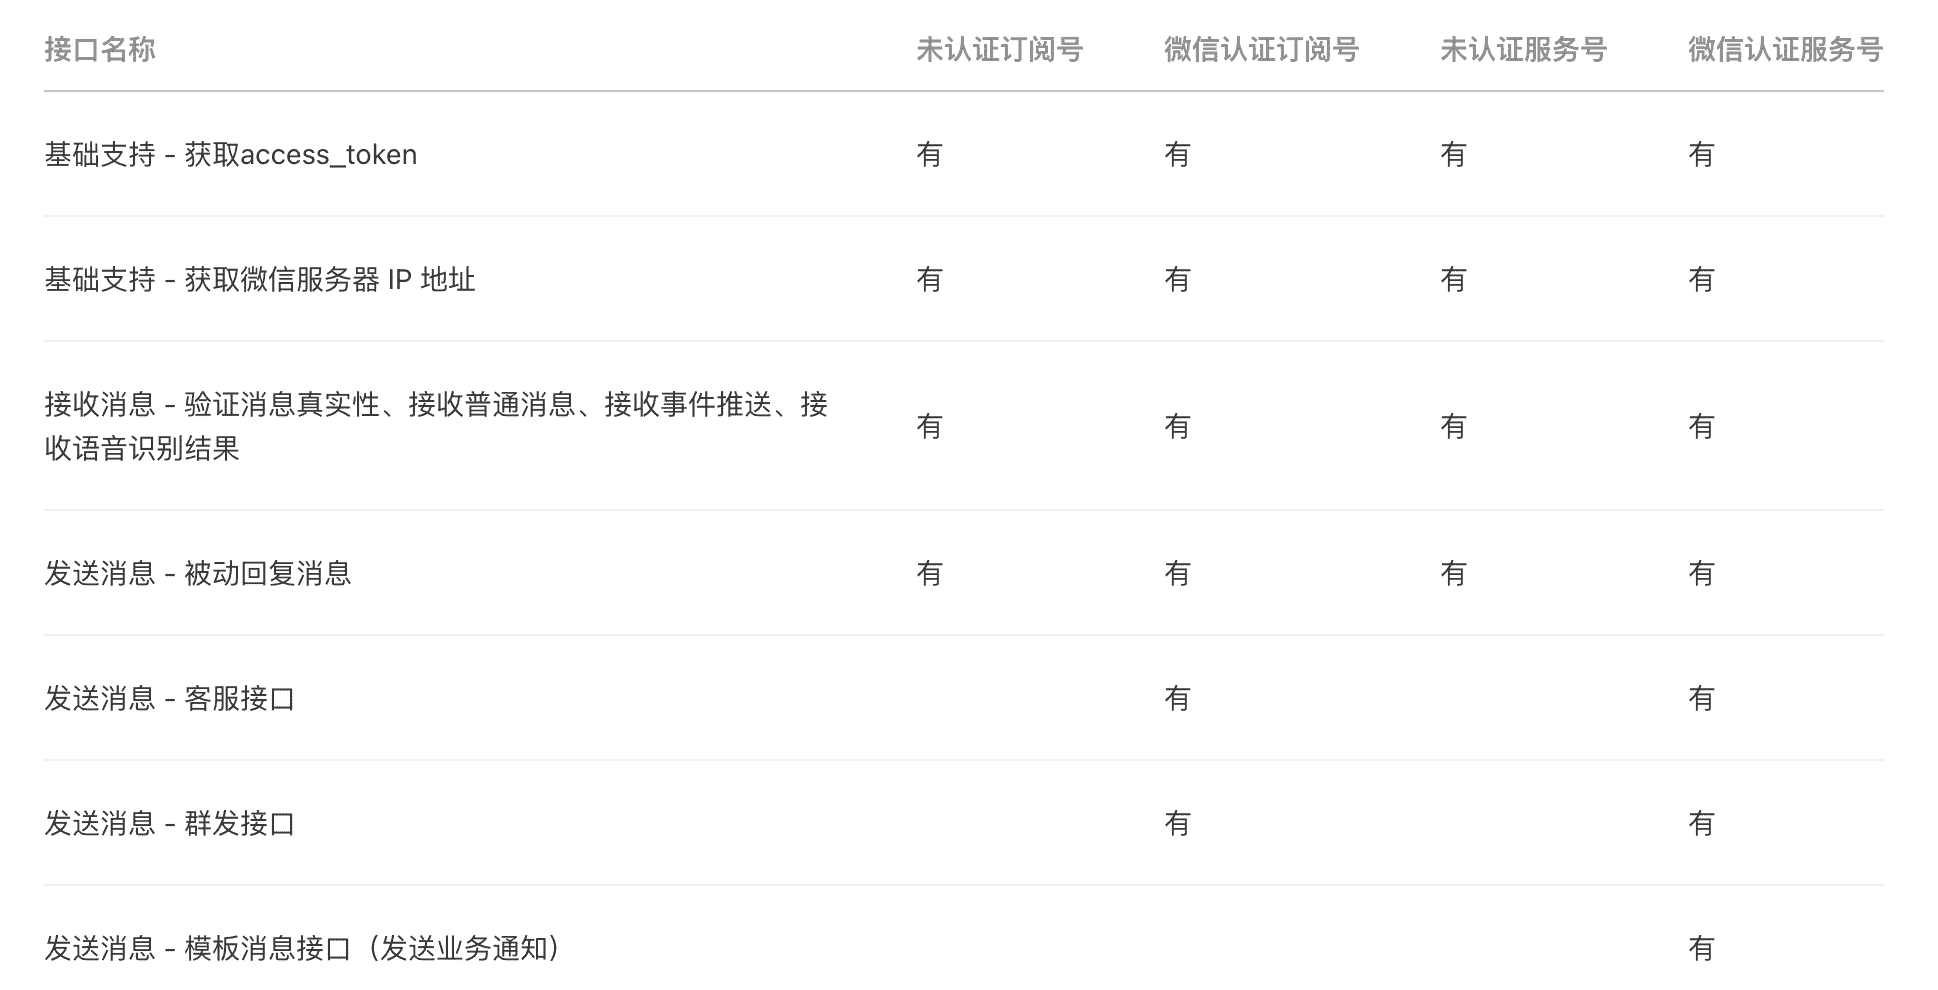 接口名称 未认证订阅号 微信认证订阅号 未认证服务号 微信认证服务号
基础支持 - 获取access_token 有 有 有 有
基础支持 - 获取微信服务器 IP 地址 有 有 有 有
接收消息 - 验证消息真实性、接收普通消息、接收事件推送、接
收语音识别结果 有 有 有 有
发送消息 - 被动回复消息 有 有 有 有
发送消息 - 客服接口 有 有
发送消息 - 群发接口 有 有
发送消息 - 模板消息接口（发送业务通知） 有